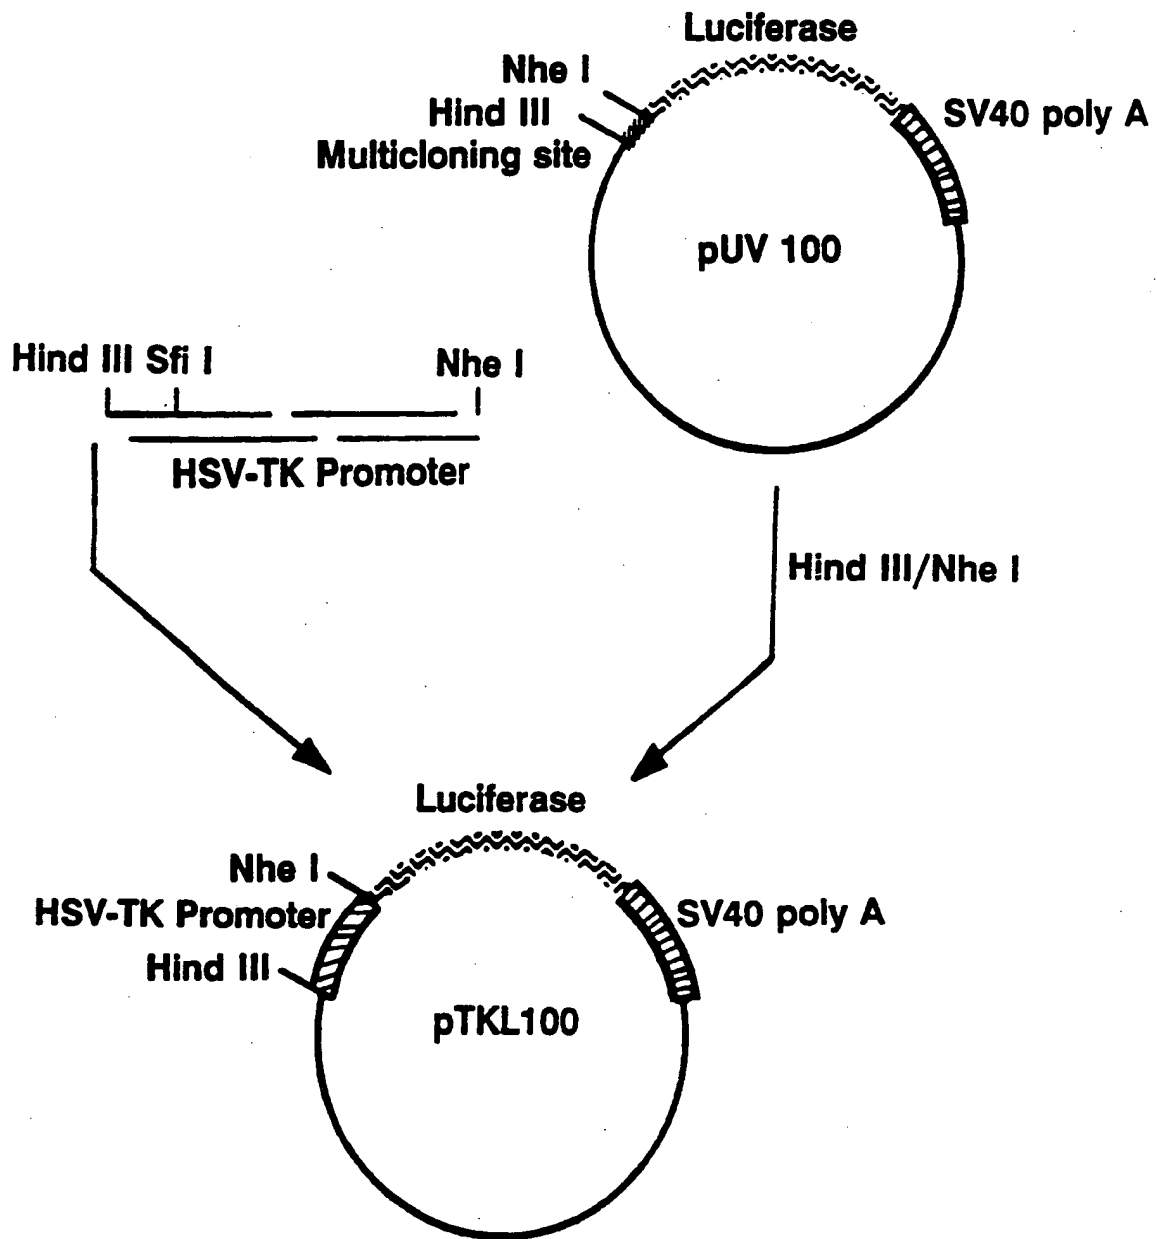 Luciferase
Nhe I
Hind III
Multicloning site
SV40 poly A
pUV 100
Hind III Sfi I
Nhe I
HSV-TK Promoter
Hind III/Nhe I
Luciferase
Nhe I
HSV-TK Promoter
Hind III
SV40 poly A
pTKL100